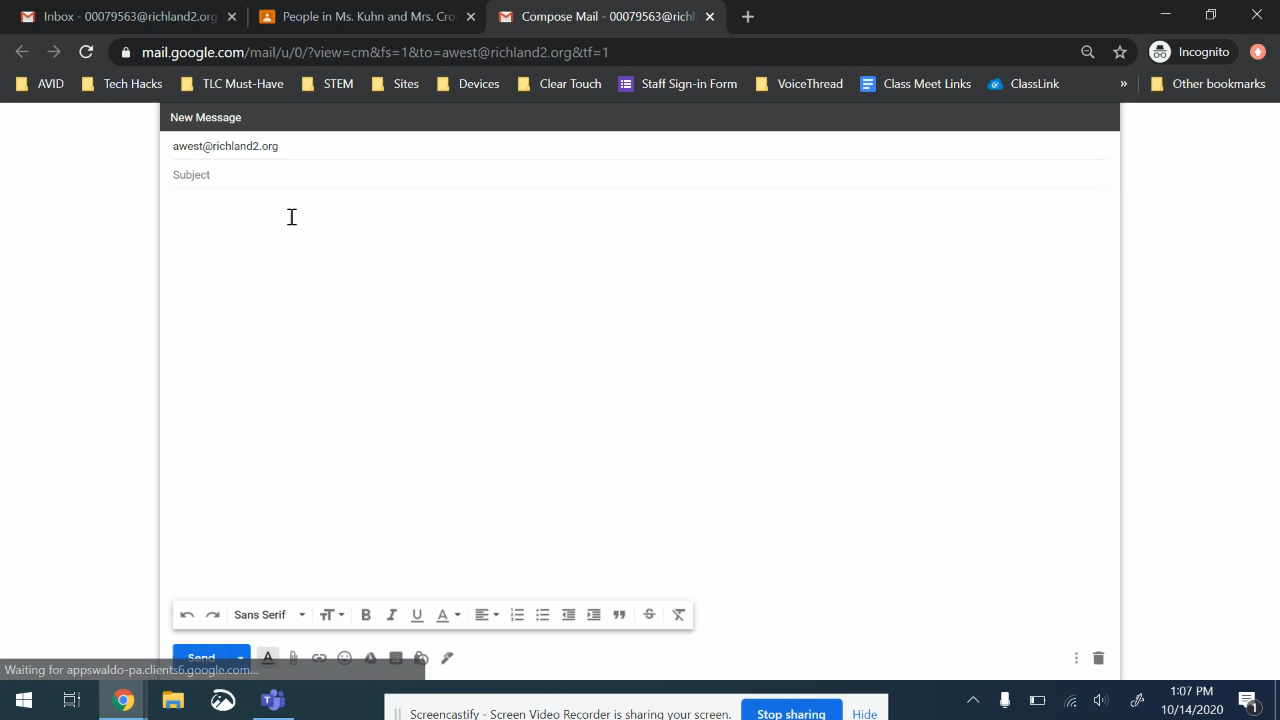 Inbox - 00079563@richland2.org
People in Ms. Kuhn and Mrs. Cro
Compose Mail - 00079563@richl
mail.google.com/mail/u/0/?view=cm&fs=1&to=awest@richland2.org&tf=1
Incognito
AVID Tech Hacks TLC Must-Have STEM Sites Devices Clear Touch Staff Sign-in Form VoiceThread Class Meet Links ClassLink » Other bookmarks
New Message
awest@richland2.org
Subject
Sans Serif
Send
Waiting for appswaldo-pa.clients6.google.com...
Screencastify - Screen Video Recorder is sharing your screen. Stop sharing Hide
1:07 PM
10/14/2020
1